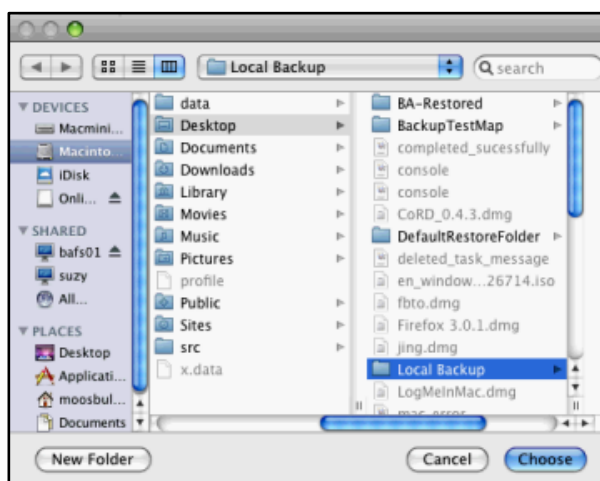 Local Backup
search
DEVICES
Macmini...
Macinto...
iDisk
Onli...
SHARED
bafs01
suzy
All...
PLACES
Desktop
Applicati...
moosbul...
Documents
data
Desktop
Documents
Downloads
Library
Movies
Music
Pictures
profile
Public
Sites
src
x.data
BA-Restored
BackupTestMap
completed_sucessfully
console
console
CoRD_0.4.3.dmg
DefaultRestoreFolder
deleted_task_message
en_window...26714.iso
fbto.dmg
Firefox 3.0.1.dmg
jing.dmg
Local Backup
LogMeInMac.dmg
mac_error
New Folder
Cancel
Choose